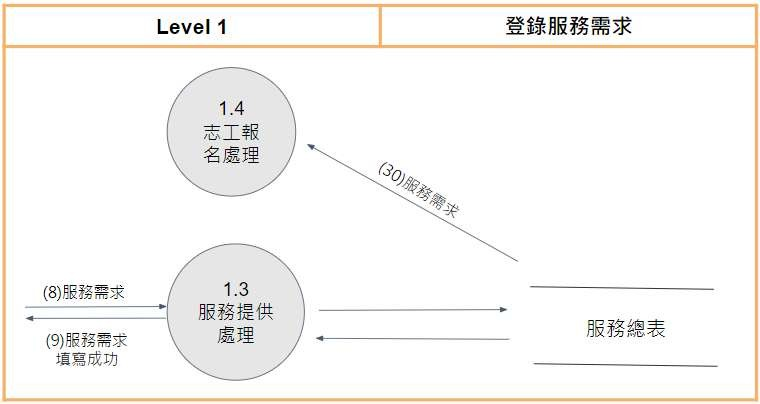 Level 1
登錄服務需求
1.4
志工報
名處理
(30)服務需求
(8)服務需求
1.3
服務提供
處理
(9)服務需求
填寫成功
服務總表